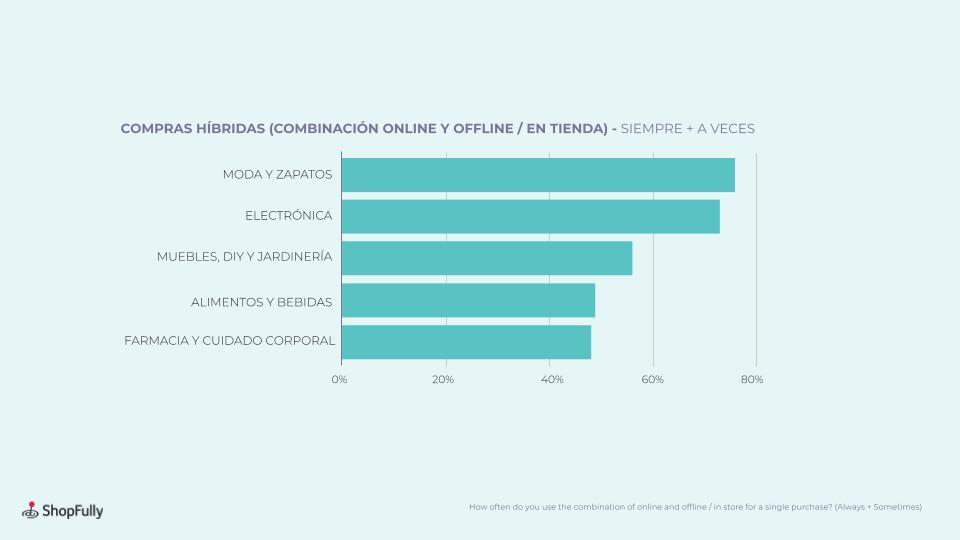 COMPRAS HÍBRIDAS (COMBINACIÓN ONLINE Y OFFLINE / EN TIENDA) - SIEMPRE + A VECES
MODA Y ZAPATOS
ELECTRÓNICA
MUEBLES, DIY Y JARDINERÍA
ALIMENTOS Y BEBIDAS
FARMACIA Y CUIDADO CORPORAL
0% 20% 40% 60% 80%
ShopFully
How often do you use the combination of online and offline / in store for a single purchase? (Always + Sometimes)